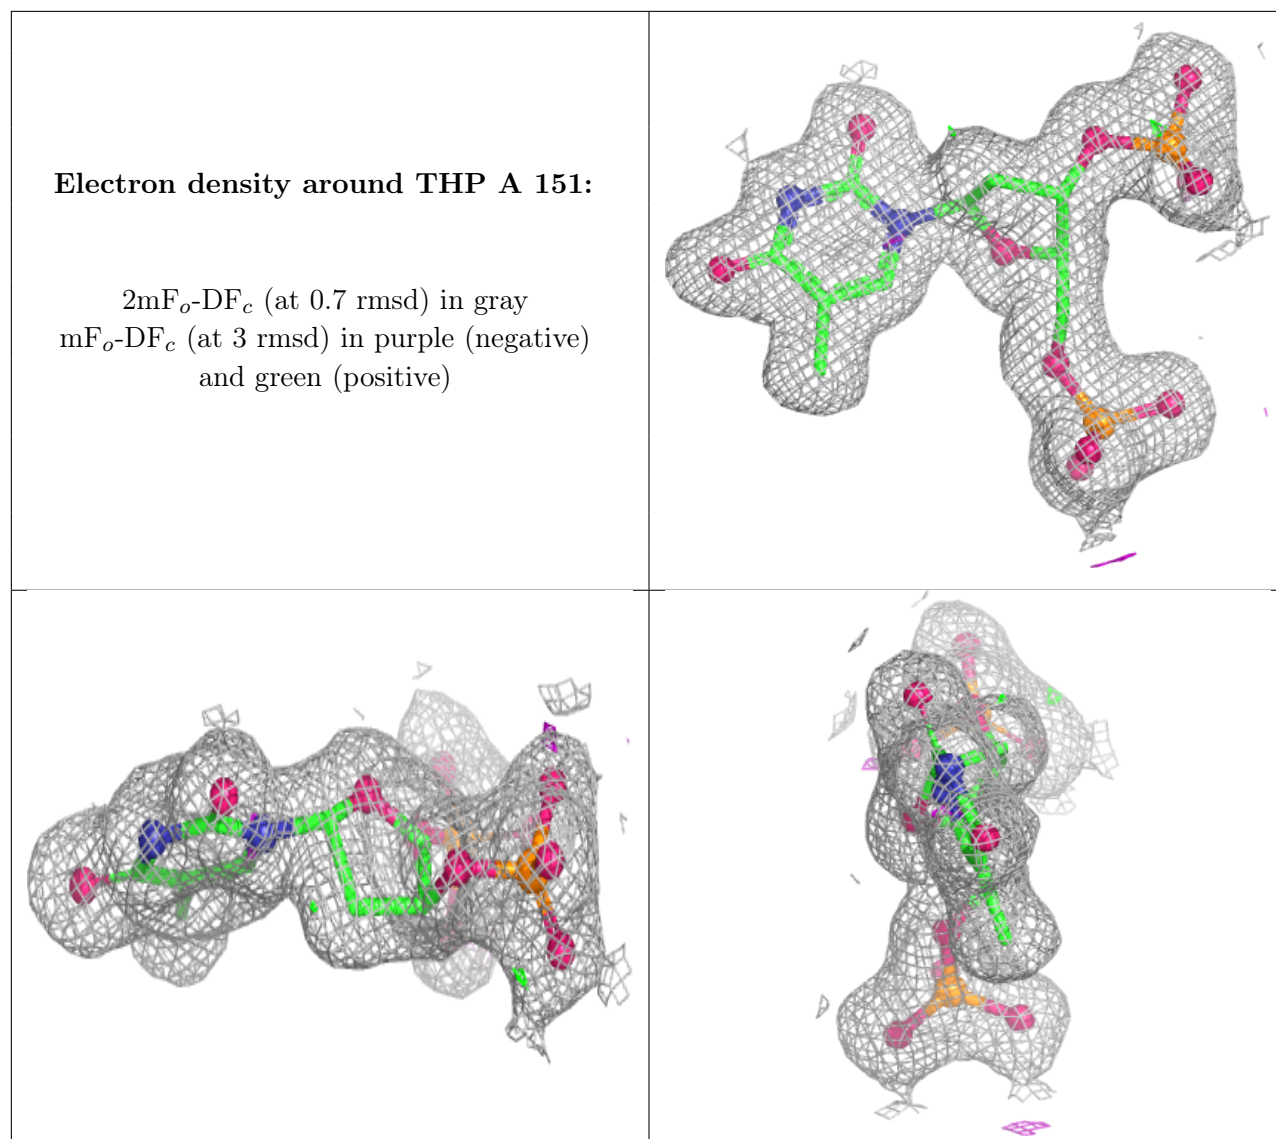 Electron density around THP A 151:
2mFo-DFc (at 0.7 rmsd) in gray
mFo-DFc (at 3 rmsd) in purple (negative)
and green (positive)